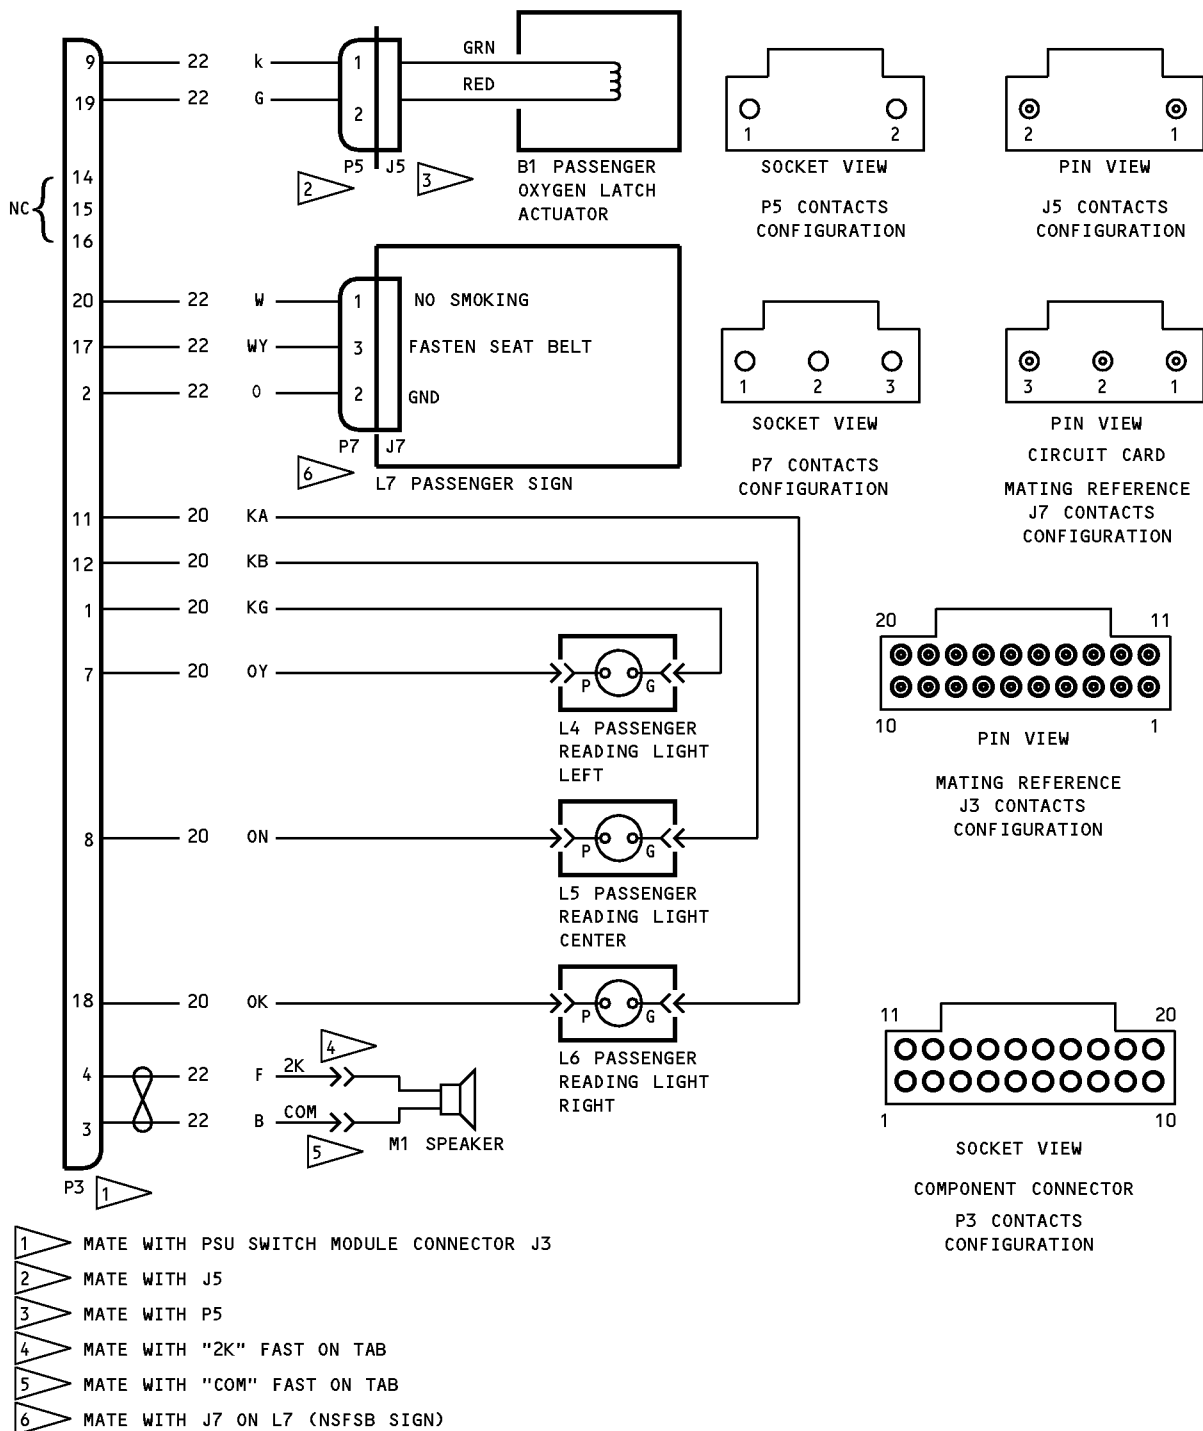 9 22 k 1 GRN
19 22 G 2 RED
P5 J5
2
3
B1 PASSENGER
OXYGEN LATCH
ACTUATOR
1 2
SOCKET VIEW
P5 CONTACTS
CONFIGURATION
2 1
PIN VIEW
J5 CONTACTS
CONFIGURATION
14
NC 15
16
20 22 W 1 NO SMOKING
17 22 WY 3 FASTEN SEAT BELT
2 22 O 2 GND
P7 J7
6
L7 PASSENGER SIGN
1 2 3
SOCKET VIEW
P7 CONTACTS
CONFIGURATION
3 2 1
PIN VIEW
CIRCUIT CARD
MATING REFERENCE
J7 CONTACTS
CONFIGURATION
11 20 KA
12 20 KB
1 20 KG
7 20 OY P G
L4 PASSENGER
READING LIGHT
LEFT
20 11
10 1
PIN VIEW
MATING REFERENCE
J3 CONTACTS
CONFIGURATION
8 20 ON P G
L5 PASSENGER
READING LIGHT
CENTER
18 20 OK P G
L6 PASSENGER
READING LIGHT
RIGHT
4 22 F 2K 4
3 22 B COM 5
M1 SPEAKER
11 20
1 10
SOCKET VIEW
COMPONENT CONNECTOR
P3 CONTACTS
CONFIGURATION
P3 1
1 MATE WITH PSU SWITCH MODULE CONNECTOR J3
2 MATE WITH J5
3 MATE WITH P5
4 MATE WITH "2K" FAST ON TAB
5 MATE WITH "COM" FAST ON TAB
6 MATE WITH J7 ON L7 (NSFSB SIGN)